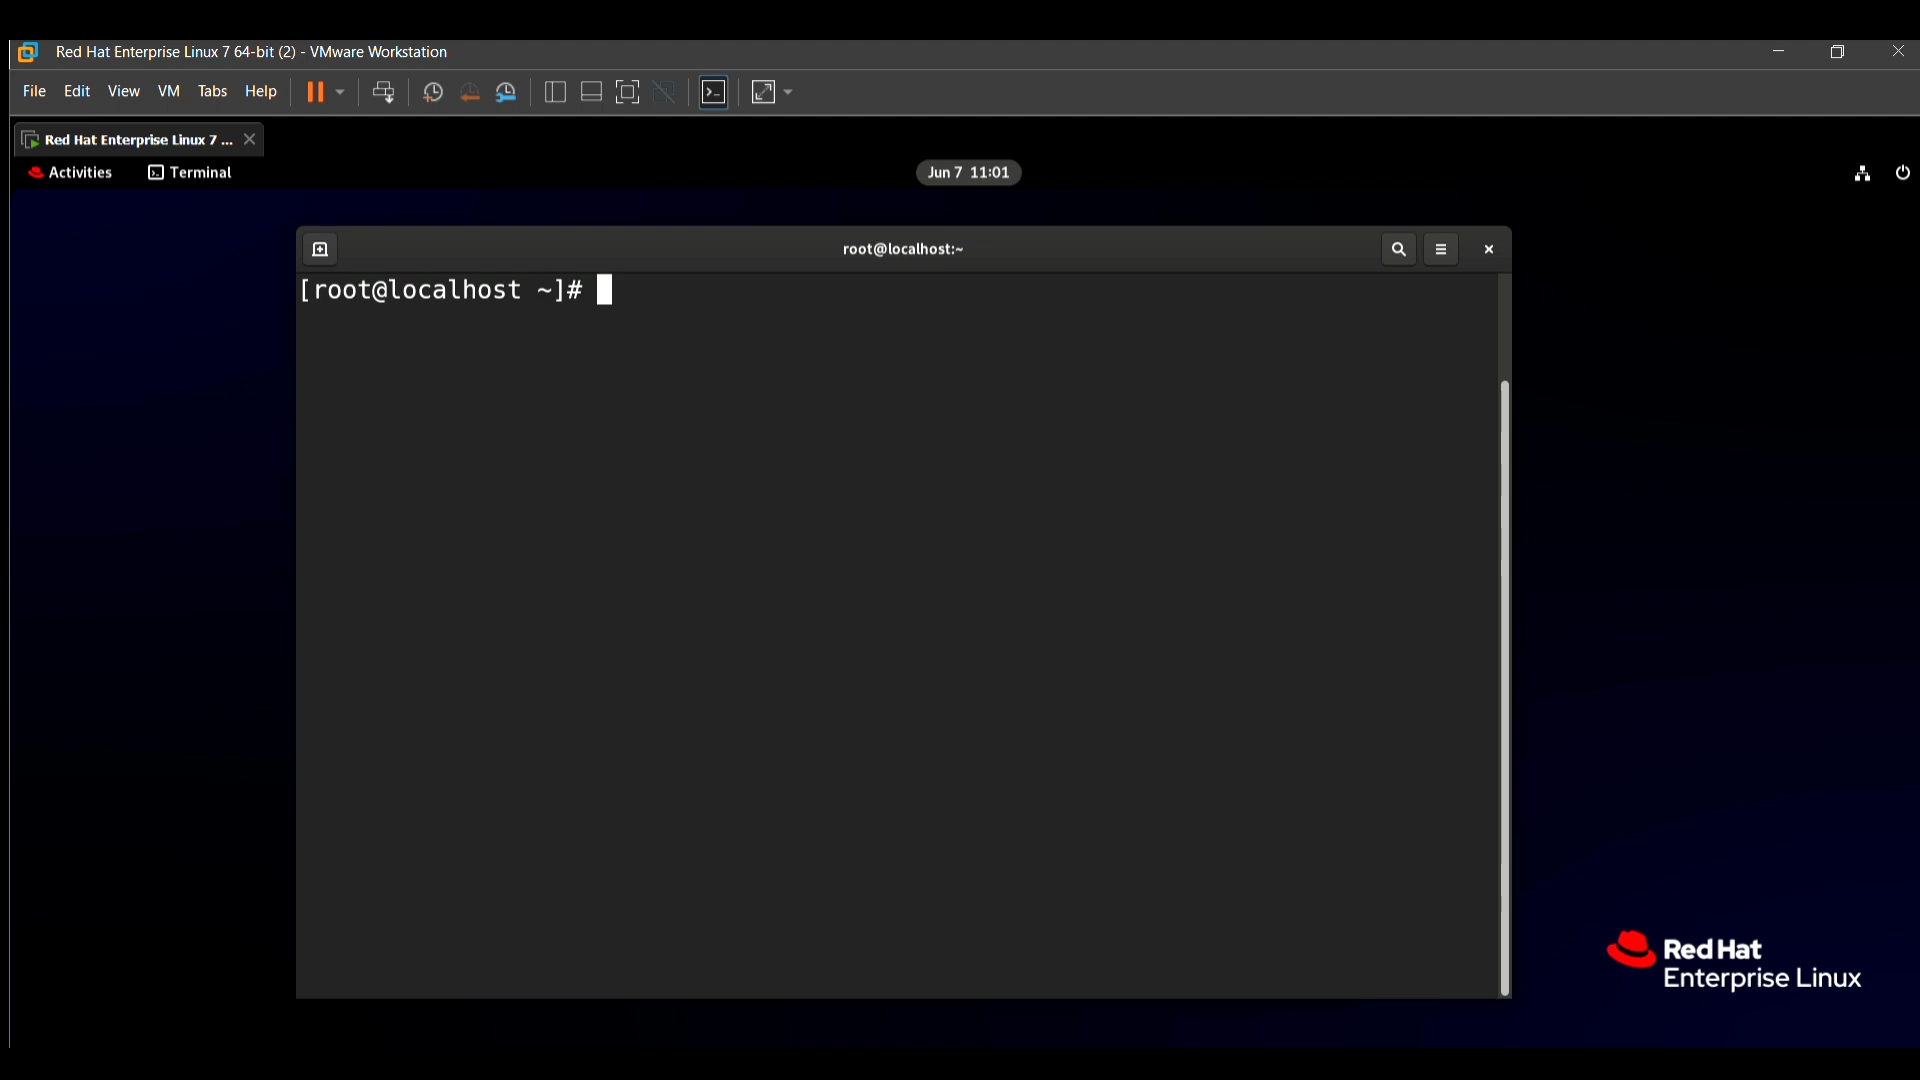 Red Hat Enterprise Linux 7 64-bit (2) - VMware Workstation
File Edit View VM Tabs Help
Red Hat Enterprise Linux 7 ...
Activities Terminal Jun 7 11:01
root@localhost:~
[root@localhost ~]#
Red Hat
Enterprise Linux